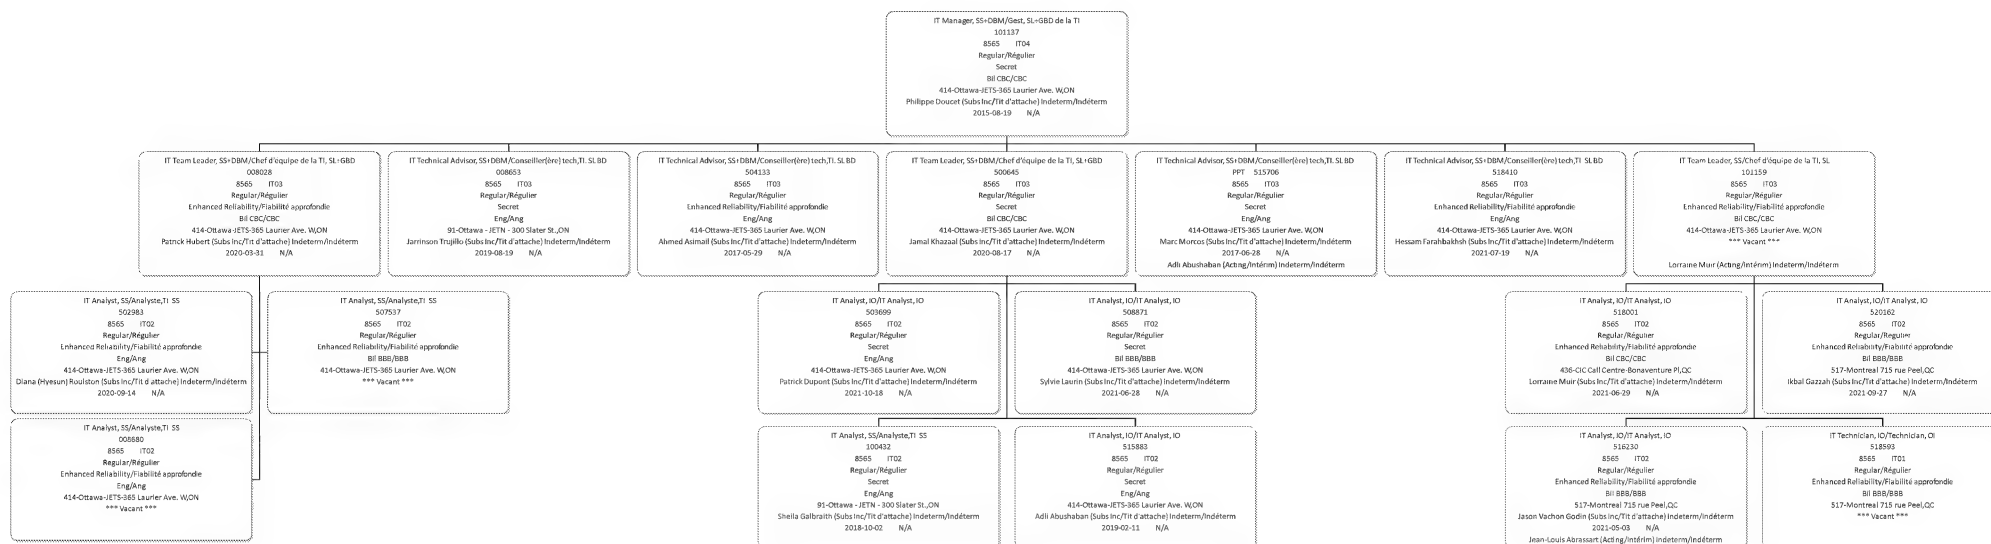 IT Manager, SS+DBM/Gest, SL+GBD de la TI
101137
8565 IT04
Regular/Régulier
Secret
Bil CBC/CBC
414-Ottawa-JETS-365 Laurier Ave. W,ON
Philippe Doucet (Subs Inc/Tit d'attache) Indeterm/Indéterm
2015-08-19 N/A
IT Team Leader, SS+DBM/Chef d'equipe de la TI, SL+GBD
008028
8565 IT03
Regular/Régulier
Enhanced Reliability/Fiabilité approfondie
Bil CBC/CBC
414-Ottawa-JETS-365 Laurier Ave. W,ON
Patrick Hubert (Subs Inc/Tit d'attache) Indeterm/Indéterm
2020-03-31 N/A
IT Technical Advisor, SS+DBM/Conseiller(ère) tech,TI. SL BD
008653
8565 IT03
Regular/Régulier
Secret
Eng/Ang
91-Ottawa - JETN - 300 Slater St.,ON
Jarrinson Trujillo (Subs Inc/Tit d'attache) Indeterm/Indéterm
2019-08-19 N/A
IT Technical Advisor, SS+DBM/Conseiller(ère) tech,TI. SL BD
504133
8565 IT03
Regular/Régulier
Enhanced Reliability/Fiabilité approfondie
Eng/Ang
414-Ottawa-JETS-365 Laurier Ave. W,ON
Ahmed Asimail (Subs Inc/Tit d'attache) Indeterm/Indéterm
2017-05-29 N/A
IT Team Leader, SS+DBM/Chef d'équipe de la TI, SL+GBD
500645
8565 IT03
Regular/Régulier
Secret
Bil CBC/CBC
414-Ottawa-JETS-365 Laurier Ave. W,ON
Jamal Khazaal (Subs Inc/Tit d'attache) Indeterm/Indéterm
2020-08-17 N/A
IT Technical Advisor, SS+DBM/Conseiller(ère) tech,TI. SL BD
PPT 515706
8565 IT03
Regular/Régulier
Secret
Eng/Ang
414-Ottawa-JETS-365 Laurier Ave. W,ON
Marc Morcos (Subs Inc/Tit d'attache) Indeterm/Indéterm
2017-06-28 N/A
Adli Abushaban (Acting/Intérim) Indeterm/Indéterm
IT Technical Advisor, SS+DBM/Conseiller(ère) tech,TI SL BD
518410
8565 IT03
Regular/Régulier
Enhanced Reliability/Fiabilité approfondie
Eng/Ang
414-Ottawa-JETS-365 Laurier Ave. W,ON
Hessam Farahbakhsh (Subs Inc/Tit d'attache) Indeterm/Indéterm
2021-07-19 N/A
IT Team Leader, SS/Chef d'équipe de la TI, SL
101159
8565 IT03
Regular/Régulier
Enhanced Reliability/Fiabilité approfondie
Bil CBC/CBC
414-Ottawa-JETS-365 Laurier Ave. W,ON
*** Vacant ***
Lorraine Muir (Acting/Intérim) Indeterm/Indéterm
IT Analyst, SS/Analyste,TI SS
502983
8565 IT02
Regular/Régulier
Enhanced Reliability/Fiabilité approfondie
Eng/Ang
414-Ottawa-JETS-365 Laurier Ave. W,ON
Diana (Hyesun) Roulston (Subs Inc/Tit d'attache) Indeterm/Indéterm
2020-09-14 N/A
IT Analyst, SS/Analyste,TI SS
507537
8565 IT02
Regular/Régulier
Enhanced Reliability/Fiabilité approfondie
Bil BBB/BBB
414-Ottawa-JETS-365 Laurier Ave. W,ON
*** Vacant ***
IT Analyst, IO/IT Analyst, IO
503699
8565 IT02
Regular/Régulier
Secret
Eng/Ang
414-Ottawa-JETS-365 Laurier Ave. W,ON
Patrick Dupont (Subs Inc/Tit d'attache) Indeterm/Indéterm
2021-10-18 N/A
IT Analyst, IO/IT Analyst, IO
508871
8565 IT02
Regular/Régulier
Secret
Bil BBB/BBB
414-Ottawa-JETS-365 Laurier Ave. W,ON
Sylvie Laurin (Subs Inc/Tit d'attache) Indeterm/Indéterm
2021-06-28 N/A
IT Analyst, IO/IT Analyst, IO
518001
8565 IT02
Regular/Régulier
Enhanced Reliability/Fiabilité approfondie
Bil CBC/CBC
436-CIC Call Centre-Bonaventure Pl,QC
Lorraine Muir (Subs Inc/Tit d'attache) Indeterm/Indéterm
2021-06-29 N/A
IT Analyst, IO/IT Analyst, IO
520162
8565 IT02
Regular/Régulier
Enhanced Reliability/Fiabilité approfondie
Bil BBB/BBB
517-Montreal 715 rue Peel,QC
Ikbal Gazzah (Subs Inc/Tit d'attache) Indeterm/Indéterm
2021-09-27 N/A
IT Analyst, SS/Analyste,TI SS
008680
8565 IT02
Regular/Régulier
Enhanced Reliability/Fiabilité approfondie
Eng/Ang
414-Ottawa-JETS-365 Laurier Ave. W,ON
*** Vacant ***
IT Analyst, SS/Analyste,TI SS
100432
8565 IT02
Regular/Régulier
Secret
Eng/Ang
91-Ottawa - JETN - 300 Slater St.,ON
Sheila Galbraith (Subs Inc/Tit d'attache) Indeterm/Indéterm
2018-10-02 N/A
IT Analyst, IO/IT Analyst, IO
515883
8565 IT02
Regular/Régulier
Secret
Eng/Ang
414-Ottawa-JETS-365 Laurier Ave. W,ON
Adli Abushaban (Subs Inc/Tit d'attache) Indeterm/Indéterm
2019-02-11 N/A
IT Analyst, IO/IT Analyst, IO
516230
8565 IT02
Regular/Régulier
Enhanced Reliability/Fiabilité approfondie
Bil BBB/BBB
517-Montreal 715 rue Peel,QC
Jason Vachon Godin (Subs Inc/Tit d'attache) Indeterm/Indéterm
2021-05-03 N/A
Jean-Louis Abrassart (Acting/Intérim) Indeterm/Indéterm
IT Technician, IO/Technician, OI
518593
8565 IT01
Regular/Régulier
Enhanced Reliability/Fiabilité approfondie
Bil BBB/BBB
517-Montreal 715 rue Peel,QC
*** Vacant ***